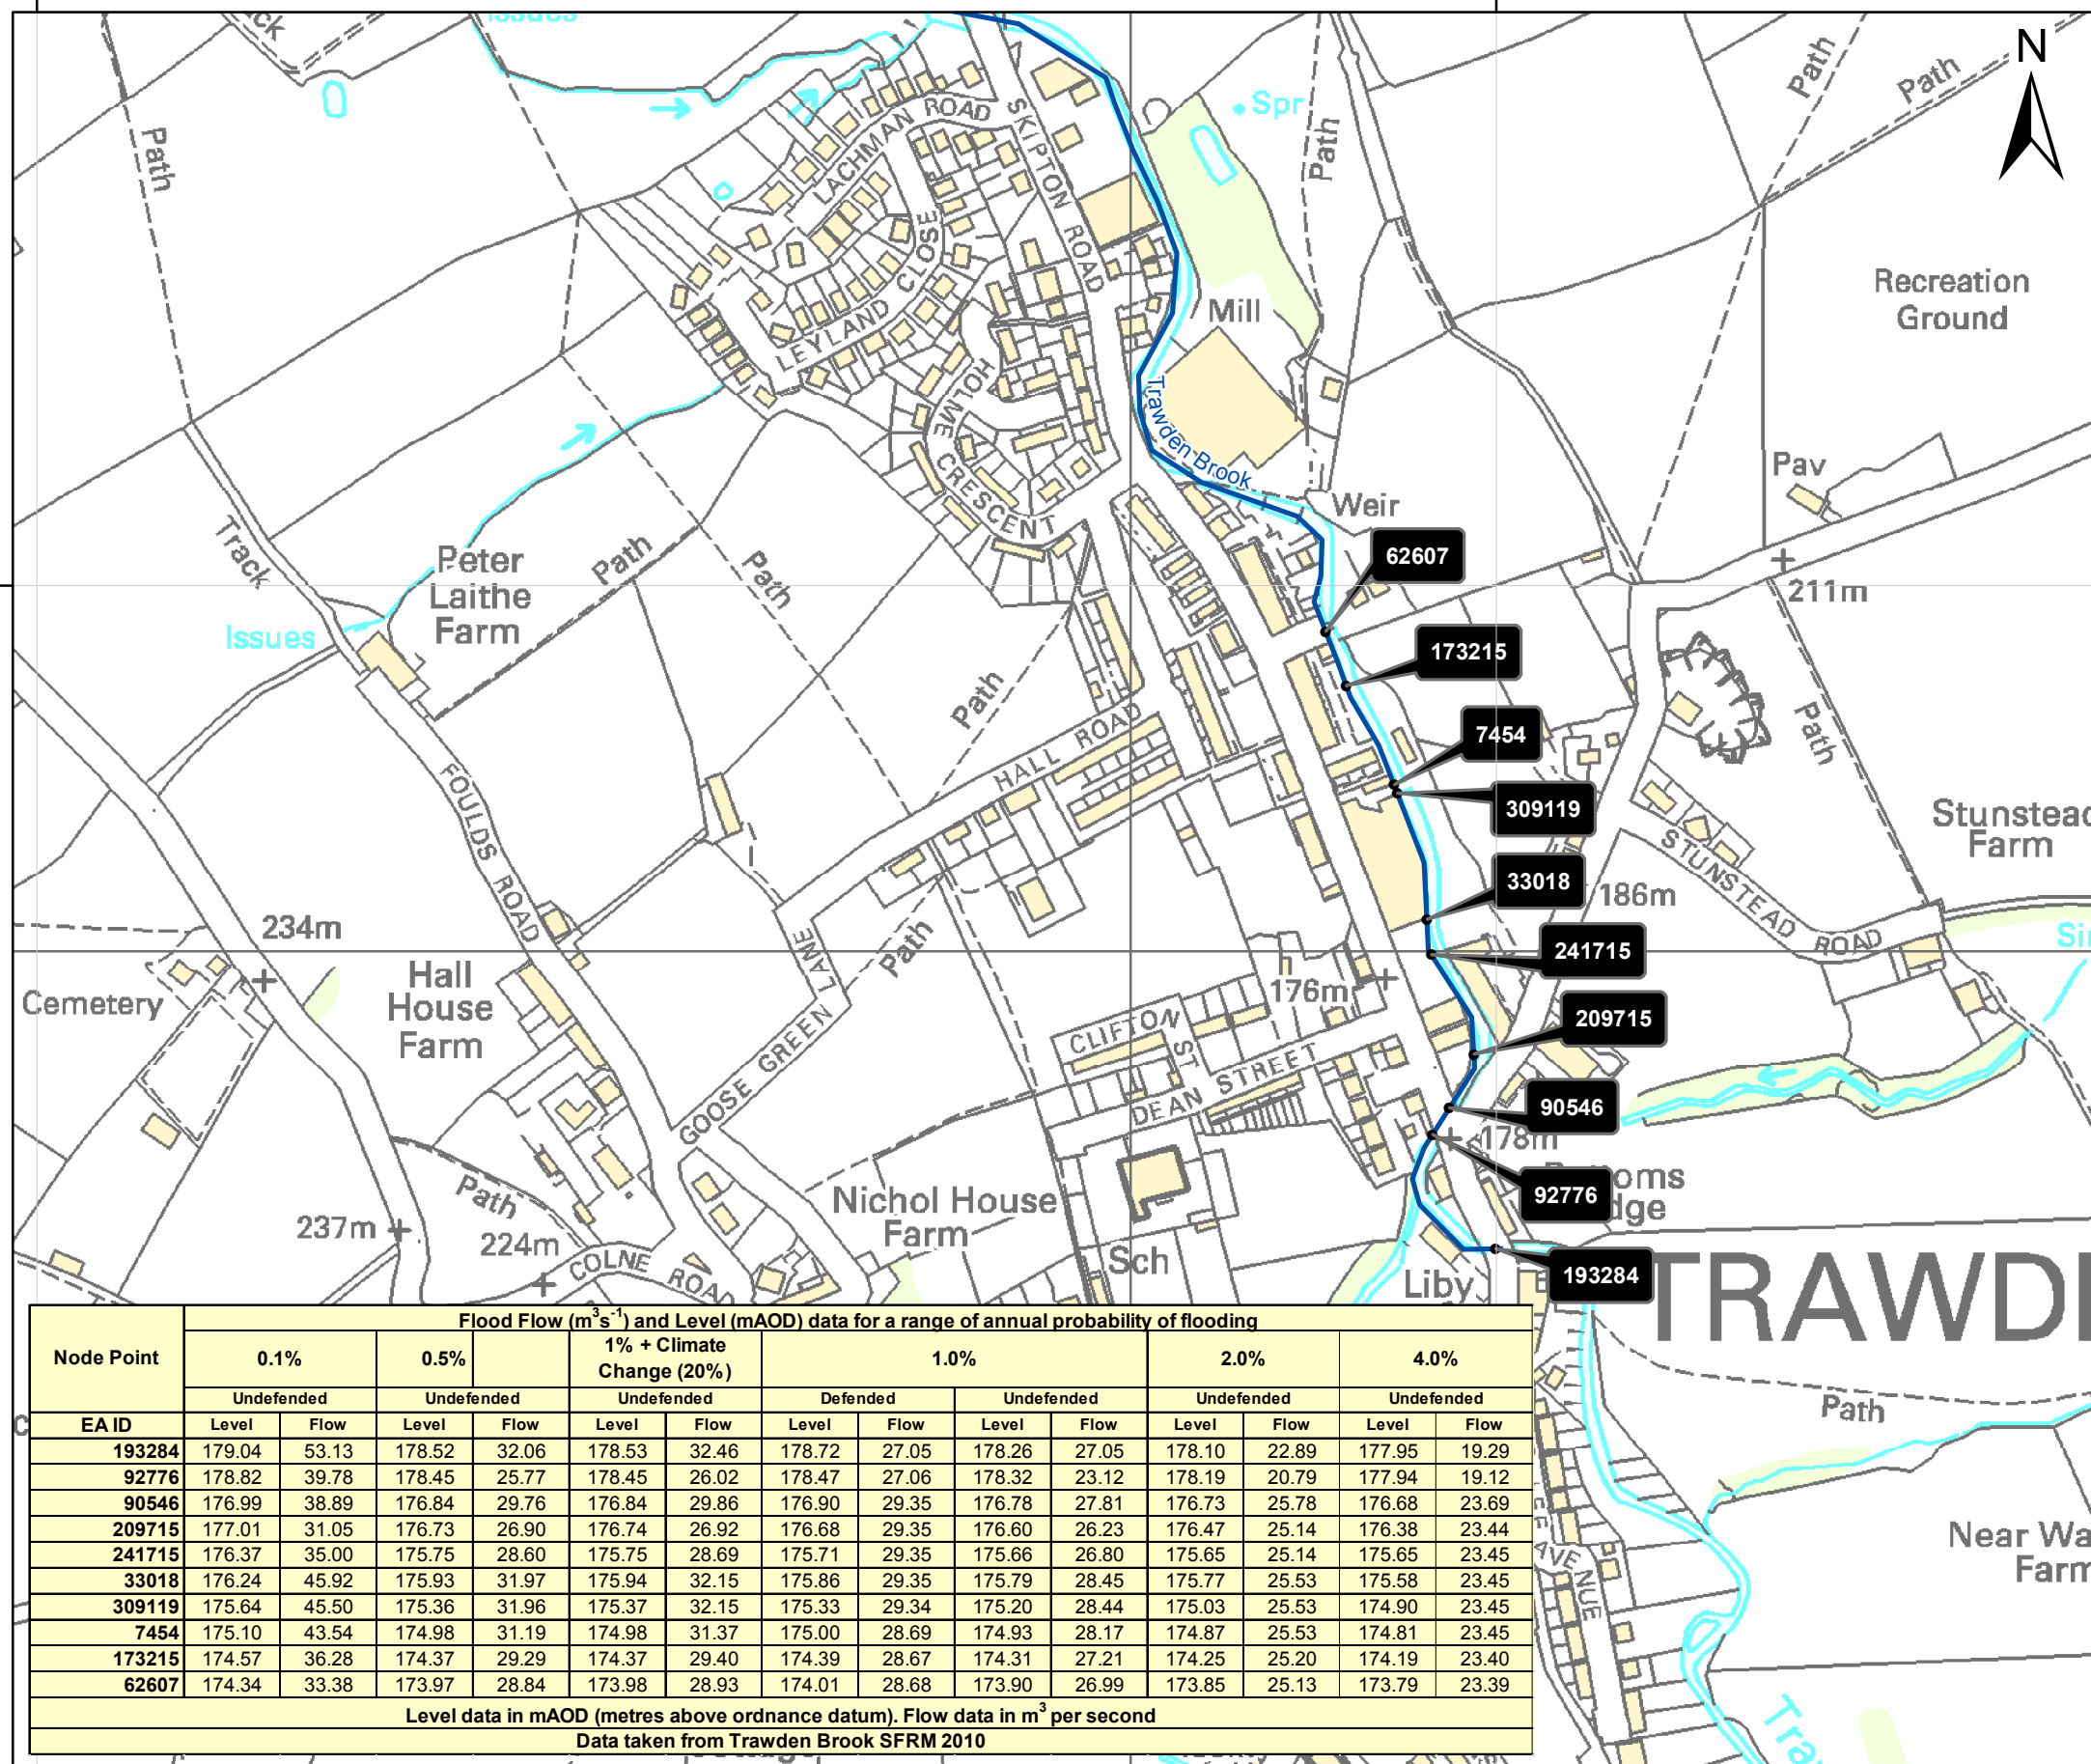 Issues
N
Path
Path
Path
Spr
Path
LACHMAN ROAD
SKIPTON ROAD
LEYLAND CLOSE
HOLME CRESCENT
Mill
Recreation
Ground
Trawden Brook
Weir
Pav
Track
Peter
Laithe
Farm
Issues
Path
Path
Path
62607
173215
7454
309119
33018
241715
209715
90546
92776
193284
211m
Path
HALL ROAD
FOULDS ROAD
Farm
STUNSTEAD ROAD
186m
234m
Cemetery
Hall
House
Farm
LANE
Path
GOOSE GREEN
176m
CLIFTON ST
DEAN STREET
178m
Path
237m
224m
COLNE ROAD
Nichol House
Farm
Sch
Liby
TRAWD
Path
Near Wa
Farm
AVENUE
Node Point
Flood Flow (m³s⁻¹) and Level (mAOD) data for a range of annual probability of flooding
0.1% 0.5% 1% + Climate Change (20%) 1.0% 2.0% 4.0%
Undefended Undefended Undefended Defended Undefended Undefended Undefended
EA ID Level Flow Level Flow Level Flow Level Flow Level Flow Level Flow Level Flow
193284 179.04 53.13 178.52 32.06 178.53 32.46 178.72 27.05 178.26 27.05 178.10 22.89 177.95 19.29
92776 178.82 39.78 178.45 25.77 178.45 26.02 178.47 27.06 178.32 23.12 178.19 20.79 177.94 19.12
90546 176.99 38.89 176.84 29.76 176.84 29.86 176.90 29.35 176.78 27.81 176.73 25.78 176.68 23.69
209715 177.01 31.05 176.73 26.90 176.74 26.92 176.68 29.35 176.60 26.23 176.47 25.14 176.38 23.44
241715 176.37 35.00 175.75 28.60 175.75 28.69 175.71 29.35 175.66 26.80 175.65 25.14 175.65 23.45
33018 176.24 45.92 175.93 31.97 175.94 32.15 175.86 29.35 175.79 28.45 175.77 25.53 175.58 23.45
309119 175.64 45.50 175.36 31.96 175.37 32.15 175.33 29.34 175.20 28.44 175.03 25.53 174.90 23.45
7454 175.10 43.54 174.98 31.19 174.98 31.37 175.00 28.69 174.93 28.17 174.87 25.53 174.81 23.45
173215 174.57 36.28 174.37 29.29 174.37 29.40 174.39 28.67 174.31 27.21 174.25 25.20 174.19 23.40
62607 174.34 33.38 173.97 28.84 173.98 28.93 174.01 28.68 173.90 26.99 173.85 25.13 173.79 23.39
Level data in mAOD (metres above ordnance datum). Flow data in m³ per second
Data taken from Trawden Brook SFRM 2010